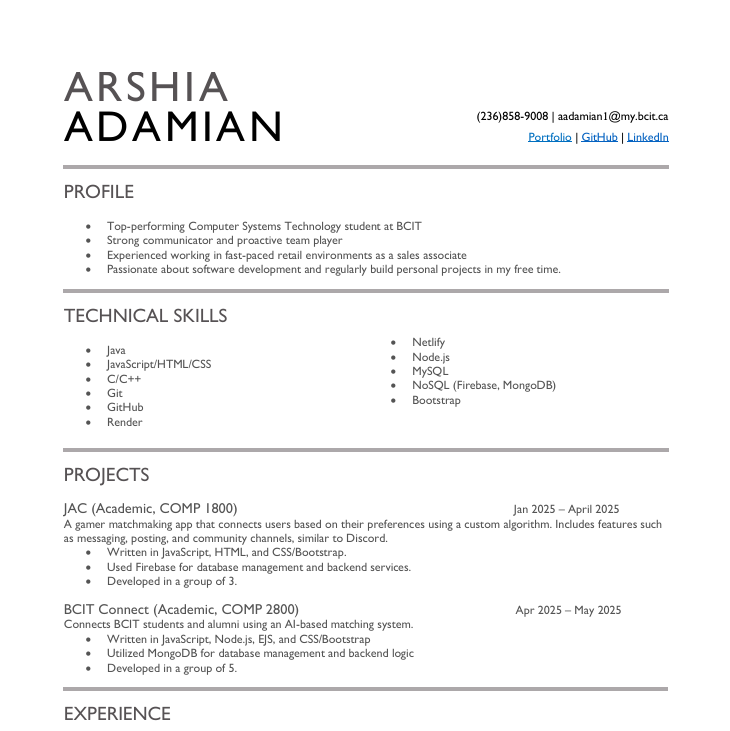 ARSHIA
ADAMIAN
(236)858-9008 | aadamian1@my.bcit.ca
Portfolio | GitHub | LinkedIn
PROFILE
• Top-performing Computer Systems Technology student at BCIT
• Strong communicator and proactive team player
• Experienced working in fast-paced retail environments as a sales associate
• Passionate about software development and regularly build personal projects in my free time.
TECHNICAL SKILLS
• Java
• JavaScript/HTML/CSS
• C/C++
• Git
• GitHub
• Render
• Netlify
• Node.js
• MySQL
• NoSQL (Firebase, MongoDB)
• Bootstrap
PROJECTS
JAC (Academic, COMP 1800) Jan 2025 – April 2025
A gamer matchmaking app that connects users based on their preferences using a custom algorithm. Includes features such
as messaging, posting, and community channels, similar to Discord.
• Written in JavaScript, HTML, and CSS/Bootstrap.
• Used Firebase for database management and backend services.
• Developed in a group of 3.
BCIT Connect (Academic, COMP 2800) Apr 2025 – May 2025
Connects BCIT students and alumni using an AI-based matching system.
• Written in JavaScript, Node.js, EJS, and CSS/Bootstrap
• Utilized MongoDB for database management and backend logic
• Developed in a group of 5.
EXPERIENCE